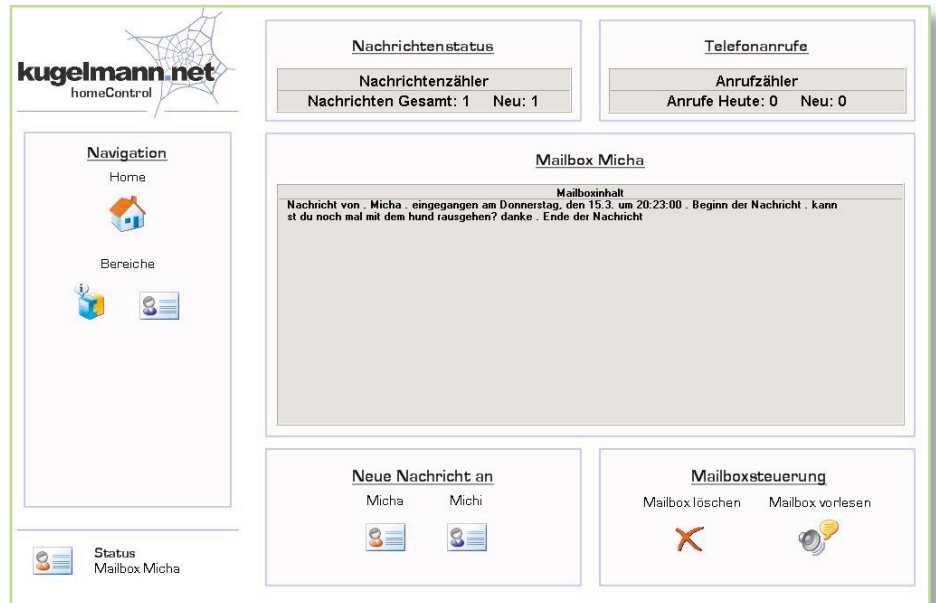 kugelmann.net
homeControl
Nachrichtenstatus
Nachrichtenzähler
Nachrichten Gesamt: 1 Neu: 1
Telefonanrufe
Anrufzähler
Anrufe Heute: 0 Neu: 0
Navigation
Home
Bereiche
Mailbox Micha
Mailboxinhalt
Nachricht von . Micha . eingegangen am Donnerstag, den 15.3. um 20:23:00 . Beginn der Nachricht . kann
st du noch mal mit dem hund rausgehen? danke . Ende der Nachricht
Neue Nachricht an
Micha Michi
Mailboxsteuerung
Mailbox löschen Mailbox vorlesen
Status
Mailbox Micha